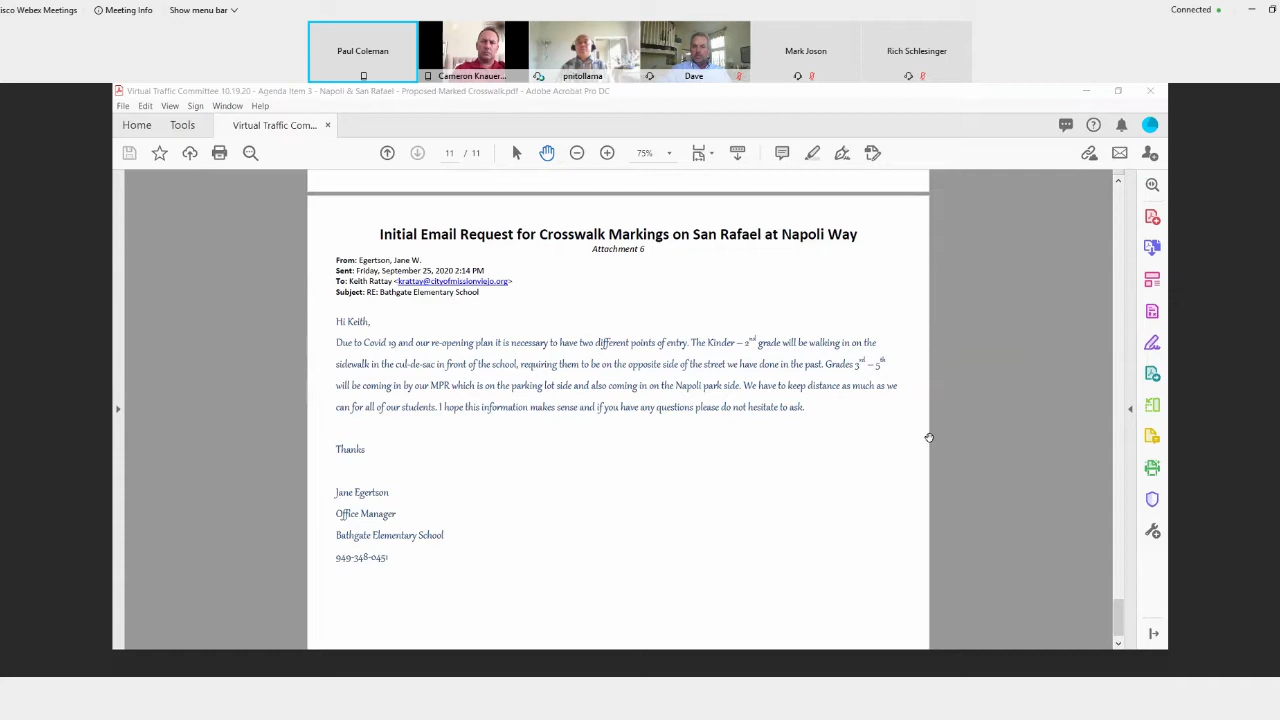 isco Webex Meetings
Meeting Info
Show menu bar
Connected
Paul Coleman
Cameron Knauer...
pnitollama
Dave
Mark Joson
Rich Schlesinger
Virtual Traffic Committee 10.19.20 - Agenda Item 3 - Napoli & San Rafael - Proposed Marked Crosswalk.pdf - Adobe Acrobat Pro DC
File Edit View Sign Window Help
Home Tools Virtual Traffic Com... ×
11 / 11 75%
Initial Email Request for Crosswalk Markings on San Rafael at Napoli Way
Attachment 6
From: Egertson, Jane W.
Sent: Friday, September 25, 2020 2:14 PM
To: Keith Rattay <krattay@cityofmissionviejo.org>
Subject: RE: Bathgate Elementary School
Hi Keith,
Due to Covid 19 and our re-opening plan it is necessary to have two different points of entry. The Kinder – 2nd grade will be walking in on the
sidewalk in the cul-de-sac in front of the school, requiring them to be on the opposite side of the street we have done in the past. Grades 3rd – 5th
will be coming in by our MPR which is on the parking lot side and also coming in on the Napoli park side. We have to keep distance as much as we
can for all of our students. I hope this information makes sense and if you have any questions please do not hesitate to ask.
Thanks
Jane Egertson
Office Manager
Bathgate Elementary School
949-348-0451